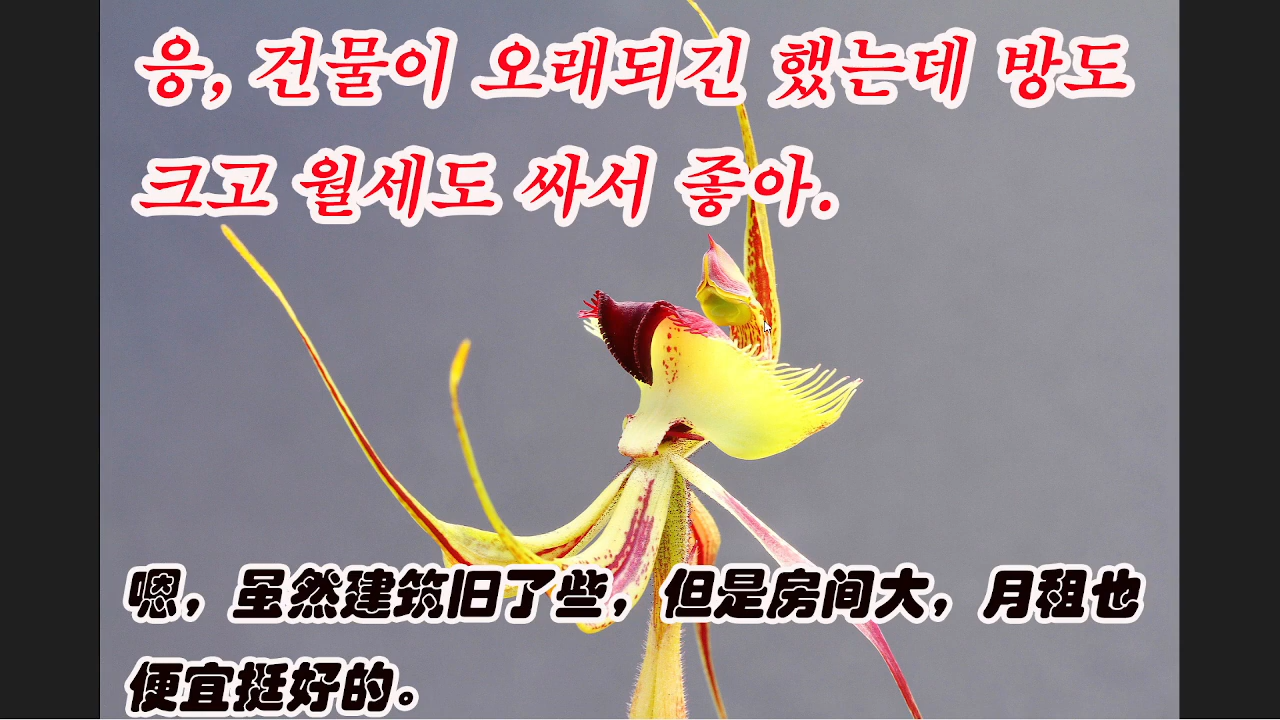 응, 건물이 오래되긴 했는데 방도
크고 월세도 싸서 좋아.
嗯，虽然建筑旧了些，但是房间大，月租也
便宜挺好的。